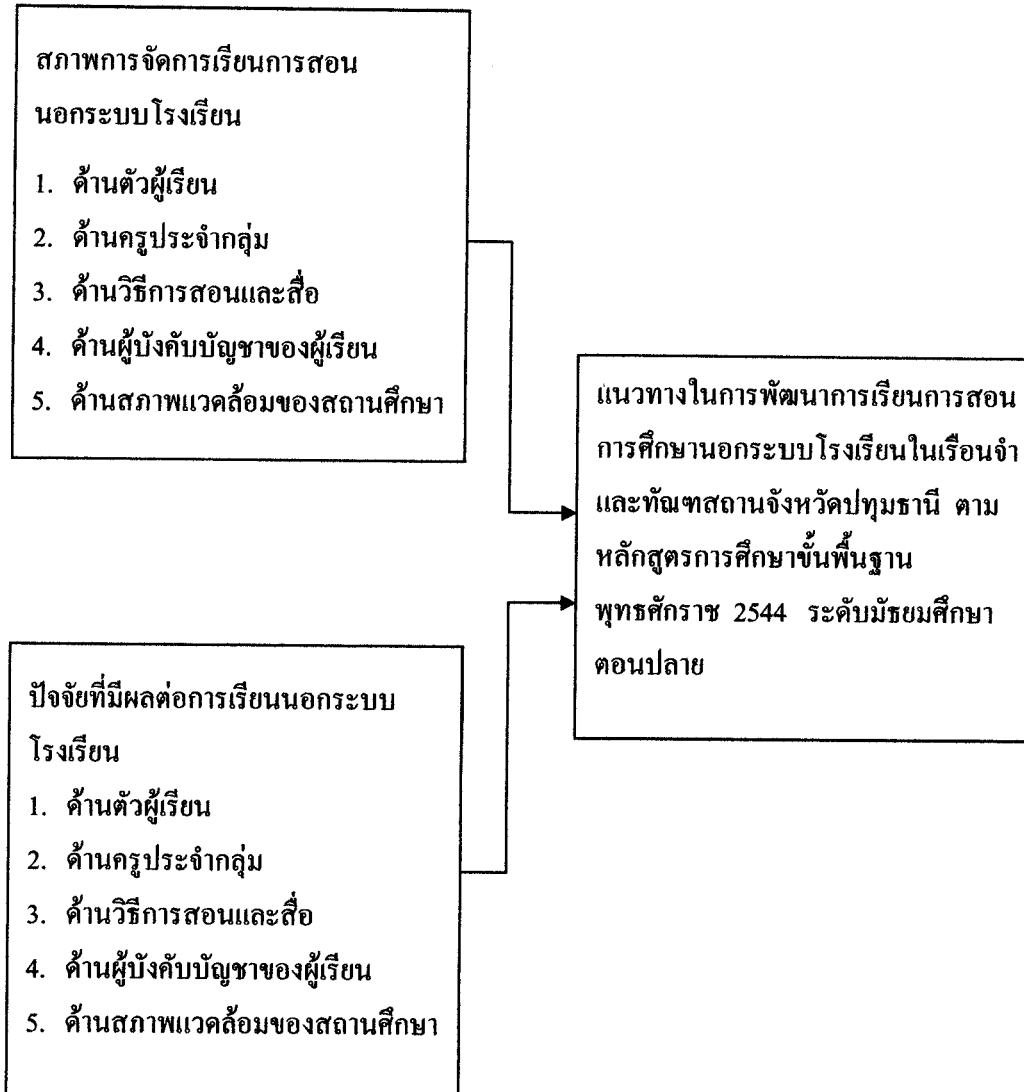 สภาพการจัดการเรียนการสอน
นอกระบบโรงเรียน
1. ด้านตัวผู้เรียน
2. ด้านครูประจำกลุ่ม
3. ด้านวิธีการสอนและสื่อ
4. ด้านผู้บังคับบัญชาของผู้เรียน
5. ด้านสภาพแวดล้อมของสถานศึกษา
ปัจจัยที่มีผลต่อการเรียนนอกระบบ
โรงเรียน
1. ด้านตัวผู้เรียน
2. ด้านครูประจำกลุ่ม
3. ด้านวิธีการสอนและสื่อ
4. ด้านผู้บังคับบัญชาของผู้เรียน
5. ด้านสภาพแวดล้อมของสถานศึกษา
แนวทางในการพัฒนาการเรียนการสอน
การศึกษานอกระบบโรงเรียนในเรือนจำ
และทัณฑสถานจังหวัดปทุมธานี ตาม
หลักสูตรการศึกษาขั้นพื้นฐาน
พุทธศักราช 2544 ระดับมัธยมศึกษา
ตอนปลาย